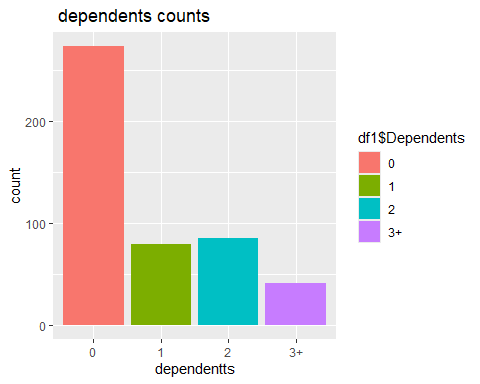 dependents counts
count
200
100
0
0
1
2
3+
dependentts
df1$Dependents
0
1
2
3+